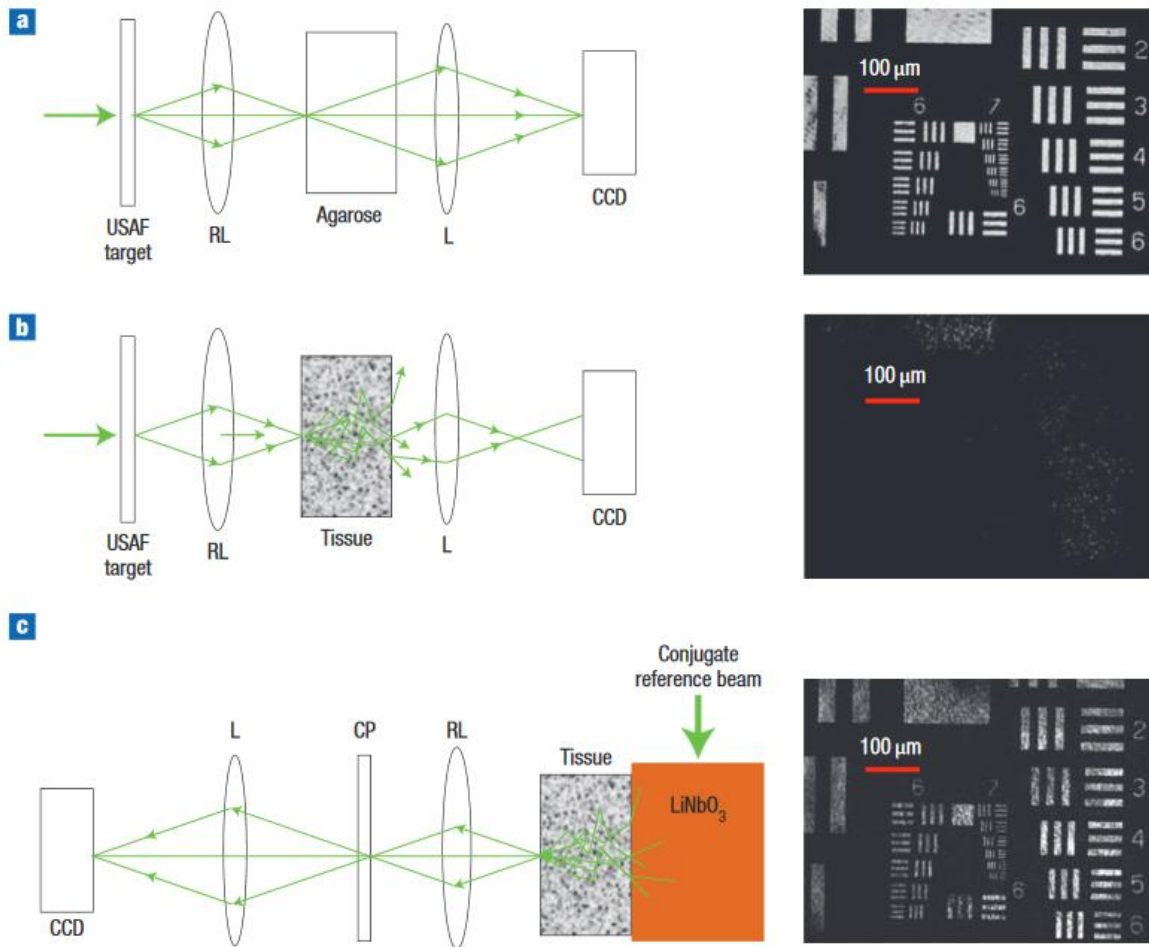 a
USAF
target
RL
Agarose
L
CCD
100 μm
6
7
2
3
4
5
6
6
b
USAF
target
RL
Tissue
L
CCD
100 μm
c
Conjugate
reference beam
L
CP
RL
Tissue
LiNbO₃
CCD
100 μm
6
7
2
3
4
5
6
6